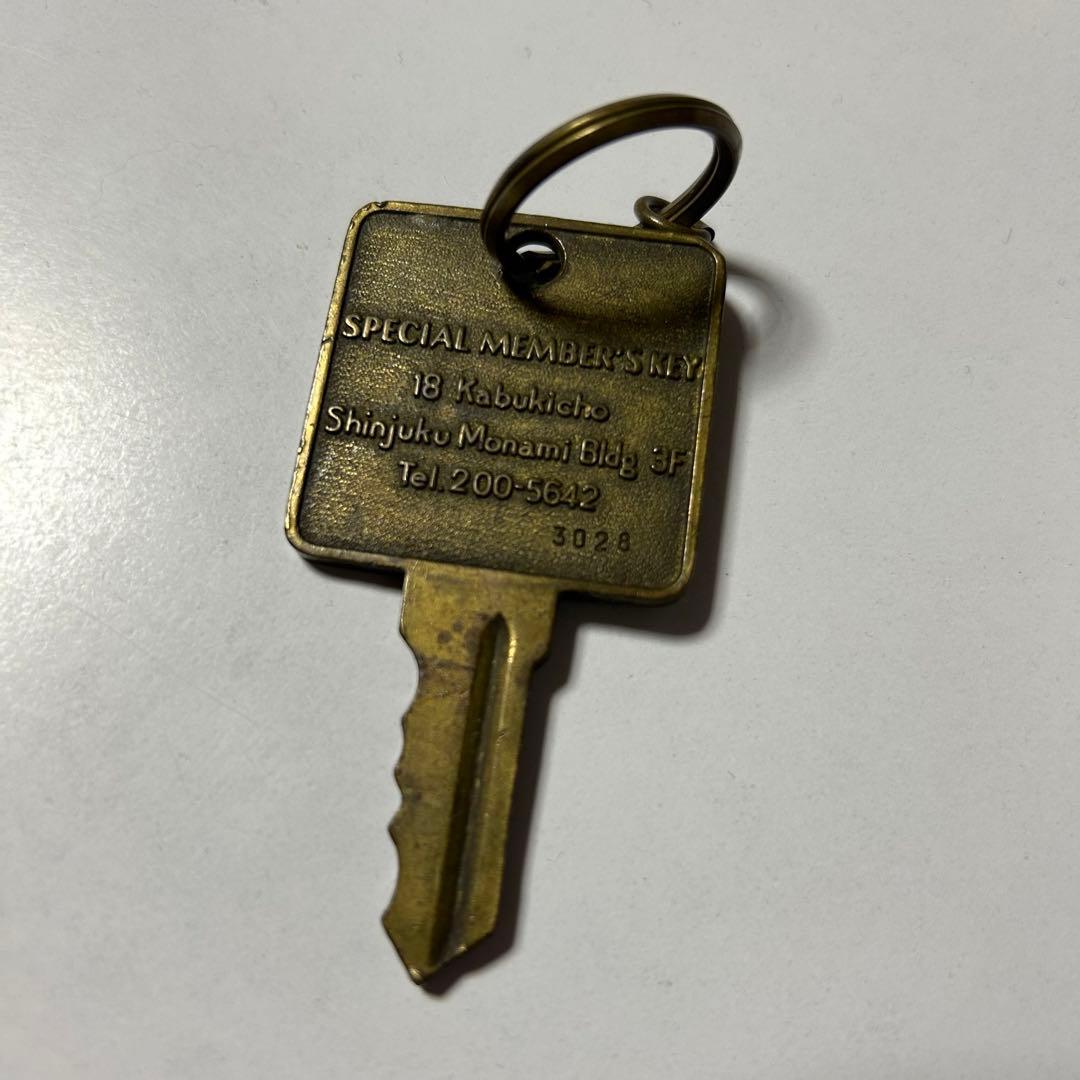 SPECIAL MEMBER'S KEY
18 Kabukicho
Shinjuku Monami Bldg 3F
Tel. 200-5642
3028